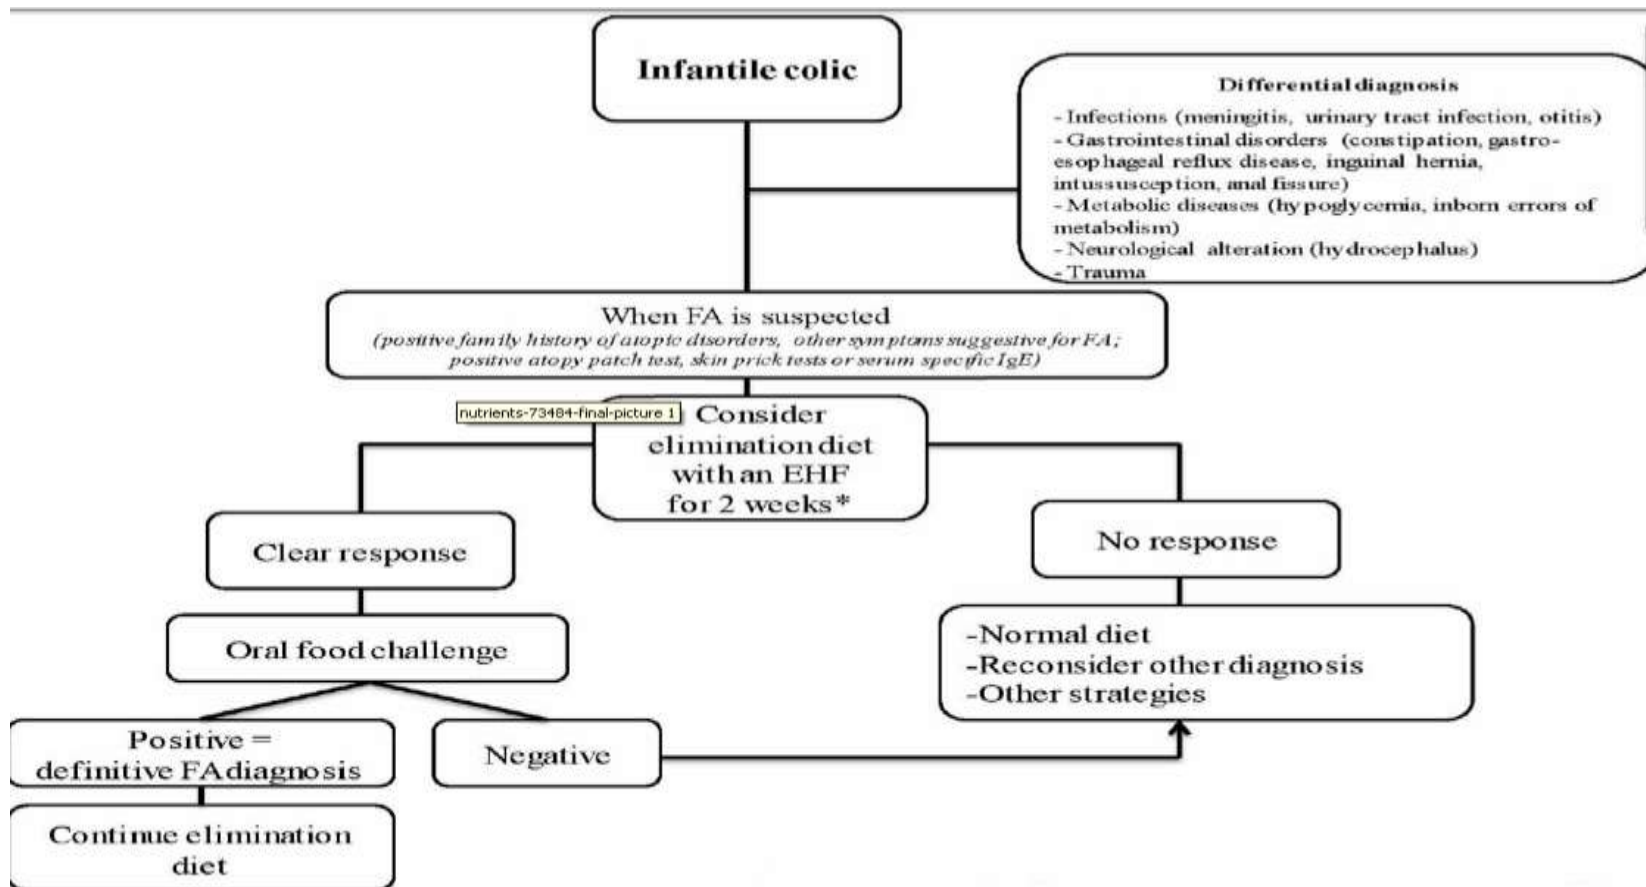 Infantile colic
Differential diagnosis
- Infections (meningitis, urinary tract infection, otitis)
- Gastrointestinal disorders (constipation, gastro-
esophageal reflux disease, inguinal hernia,
intussusception, anal fissure)
- Metabolic diseases (hypoglycemia, inborn errors of
metabolism)
- Neurological alteration (hydrocephalus)
- Trauma
When FA is suspected
(positive family history of atopic disorders, other symptoms suggestive for FA;
positive atopy patch test, skin prick tests or serum specific IgE)
nutrients-73484-final-picture 1
Consider
elimination diet
with an EHF
for 2 weeks*
Clear response
No response
Oral food challenge
-Normal diet
-Reconsider other diagnosis
-Other strategies
Positive =
definitive FA diagnosis
Negative
Continue elimination
diet